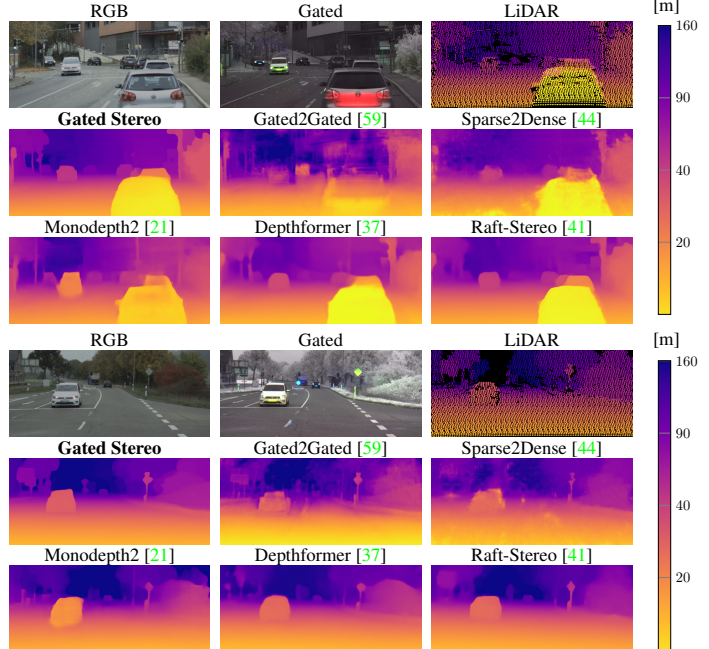 RGB Gated LiDAR [m]
160
90
40
20
Gated Stereo Gated2Gated [59] Sparse2Dense [44]
Monodepth2 [21] Depthformer [37] Raft-Stereo [41]
RGB Gated LiDAR [m]
160
90
40
20
Gated Stereo Gated2Gated [59] Sparse2Dense [44]
Monodepth2 [21] Depthformer [37] Raft-Stereo [41]